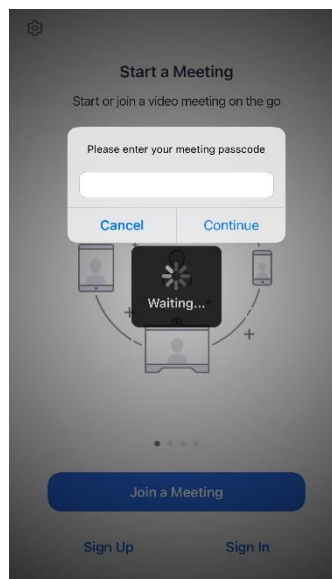 Start a Meeting
Start or join a video meeting on the go
Please enter your meeting passcode
Cancel
Continue
Waiting...
Join a Meeting
Sign Up
Sign In